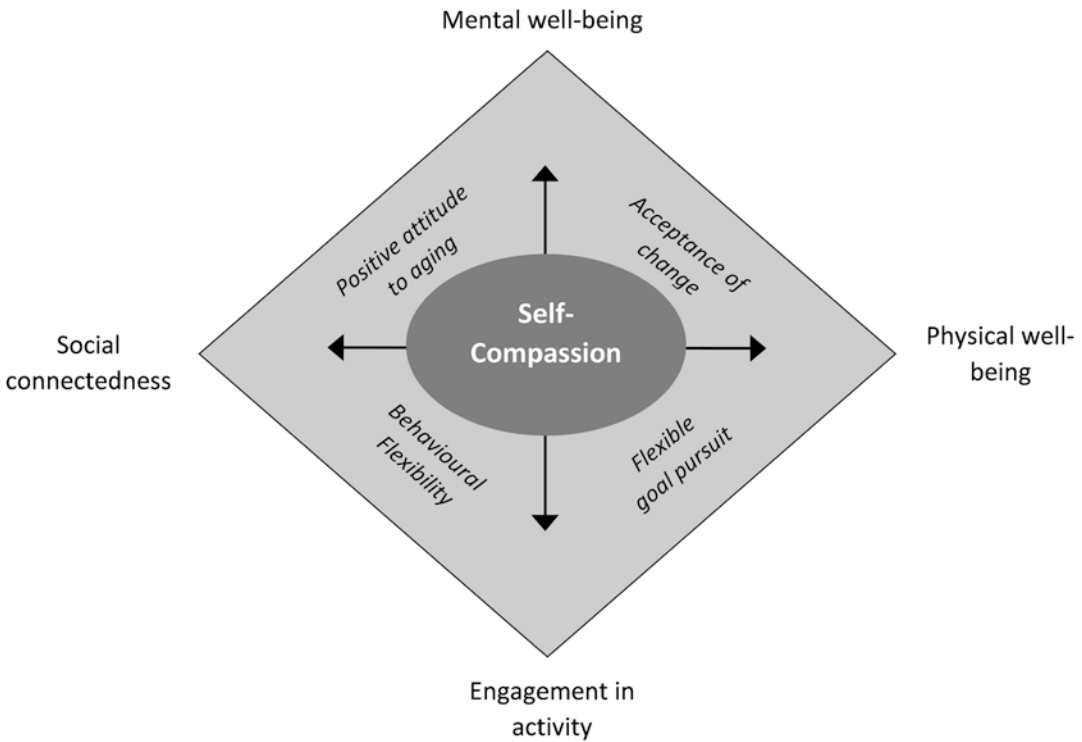 Mental well-being
Positive attitude
to aging
Acceptance of
change
Self-
Compassion
Social
connectedness
Physical well-
being
Behavioural
Flexibility
Flexible
goal pursuit
Engagement in
activity